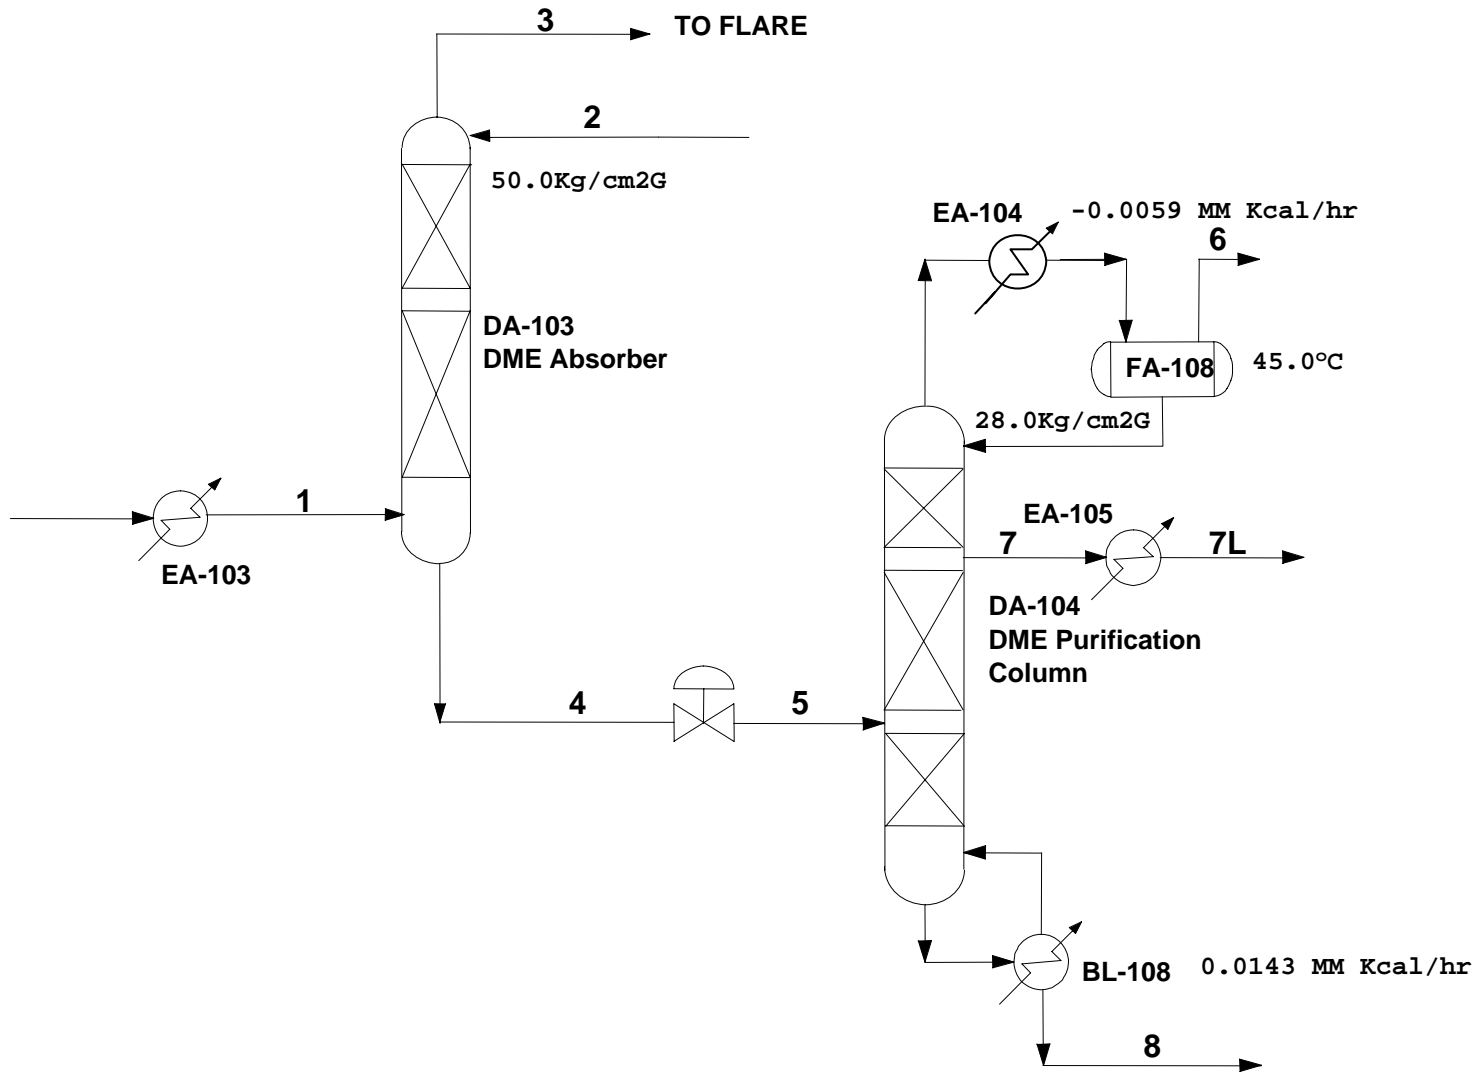 3
TO FLARE
2
50.0Kg/cm2G
EA-104
-0.0059 MM Kcal/hr
6
DA-103
DME Absorber
FA-108
45.0ºC
28.0Kg/cm2G
1
EA-103
EA-105
7
7L
DA-104
DME Purification
Column
4
5
BL-108
0.0143 MM Kcal/hr
8